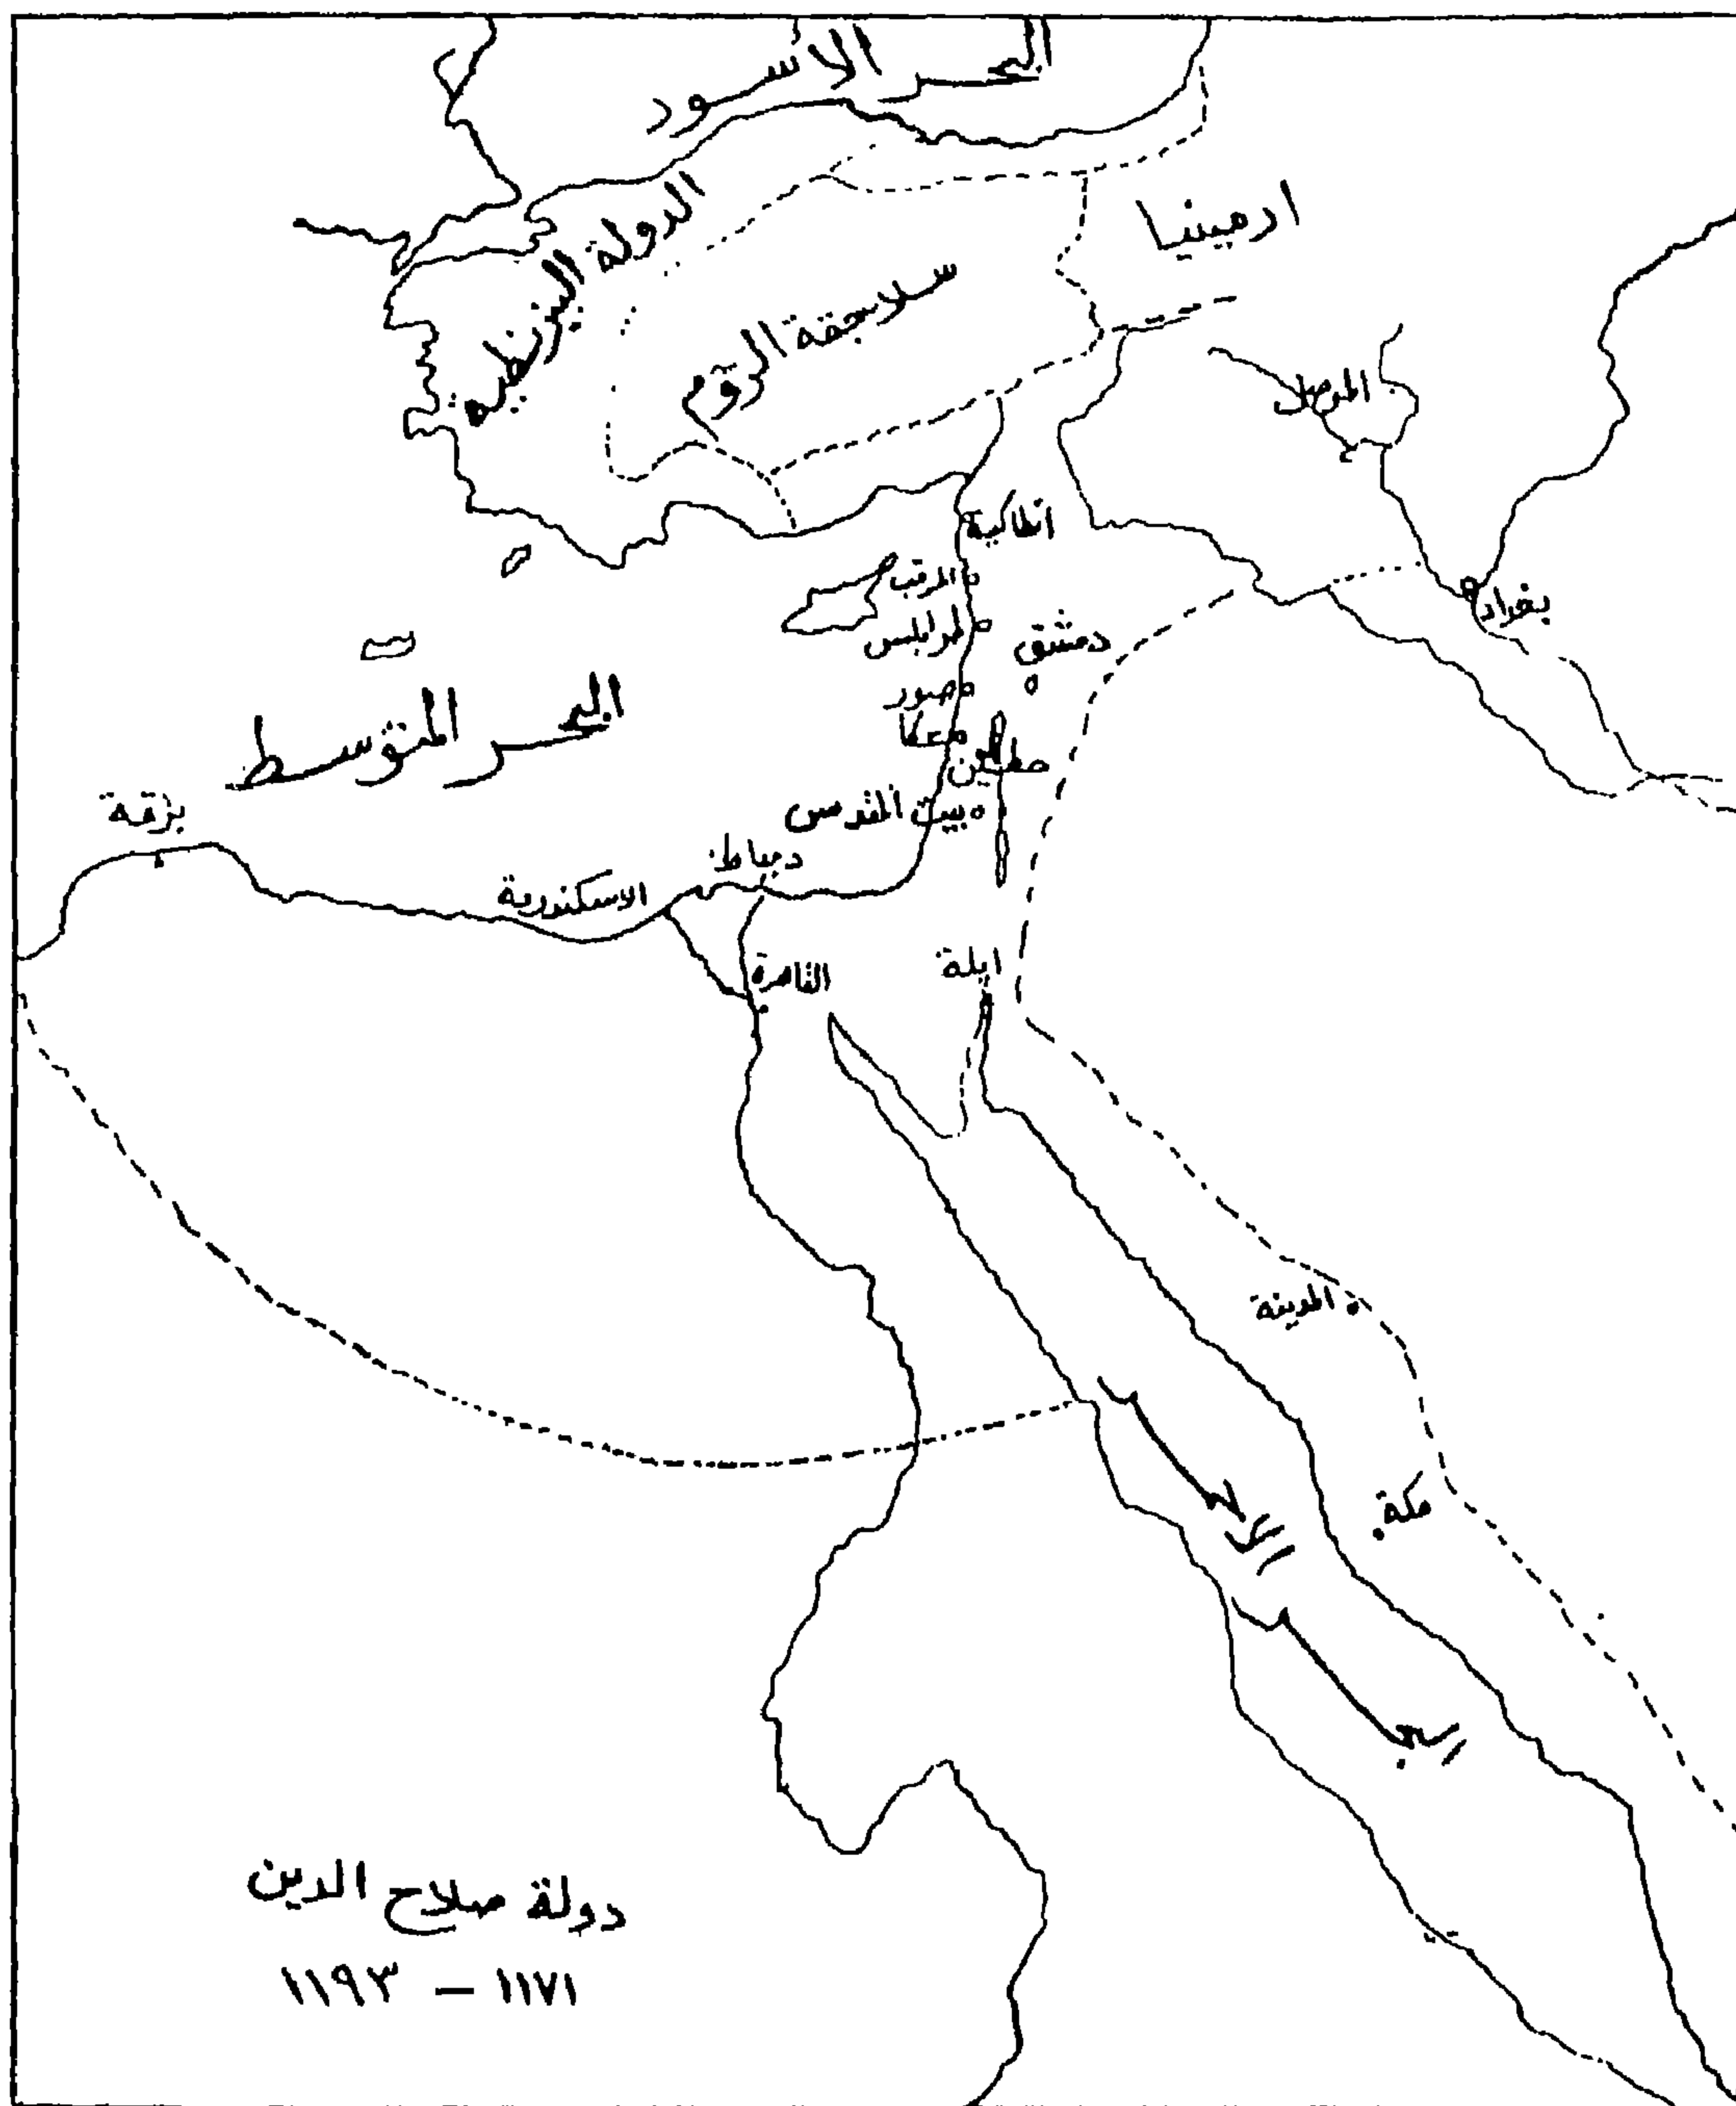 البحر الاسود
الدولة البيزنطية
ارمينيا
سلاجقة الروم
الموصل
انطاكية
المرقب
طرابلس
دمشق
بغداد
صور
عكا
حطين
البحر المتوسط
برقة
بيت المقدس
دمياط
الاسكندرية
القاهرة
ايلة
المدينة
مكة
البحر الاحمر
دولة صلاح الدين
١١٧١ – ١١٩٣